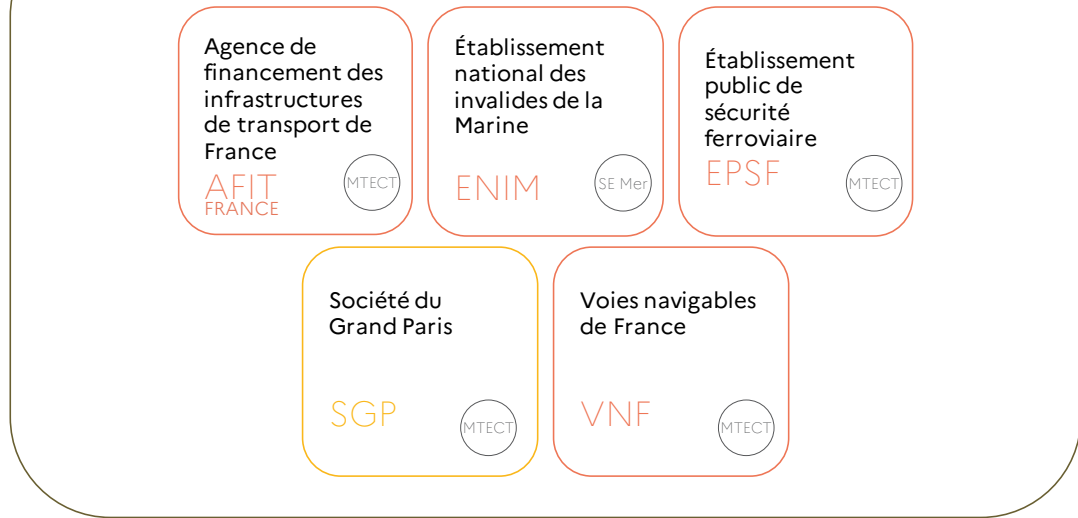 Agence de
financement des
infrastructures
de transport de
France
AFIT
FRANCE
MTECT
Établissement
national des
invalides de la
Marine
ENIM
SE Mer
Établissement
public de
sécurité
ferroviaire
EPSF
MTECT
Société du
Grand Paris
SGP
MTECT
Voies navigables
de France
VNF
MTECT